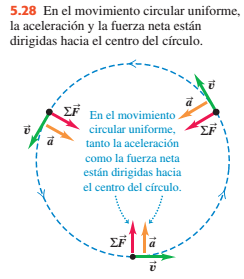 5.28 En el movimiento circular uniforme,
la aceleración y la fuerza neta están
dirigidas hacia el centro del círculo.
v⃗
a⃗
ΣF⃗
ΣF⃗
v⃗
a⃗
En el movimiento
circular uniforme,
tanto la aceleración
como la fuerza neta
están dirigidas hacia
el centro del círculo.
ΣF⃗ a⃗
v⃗